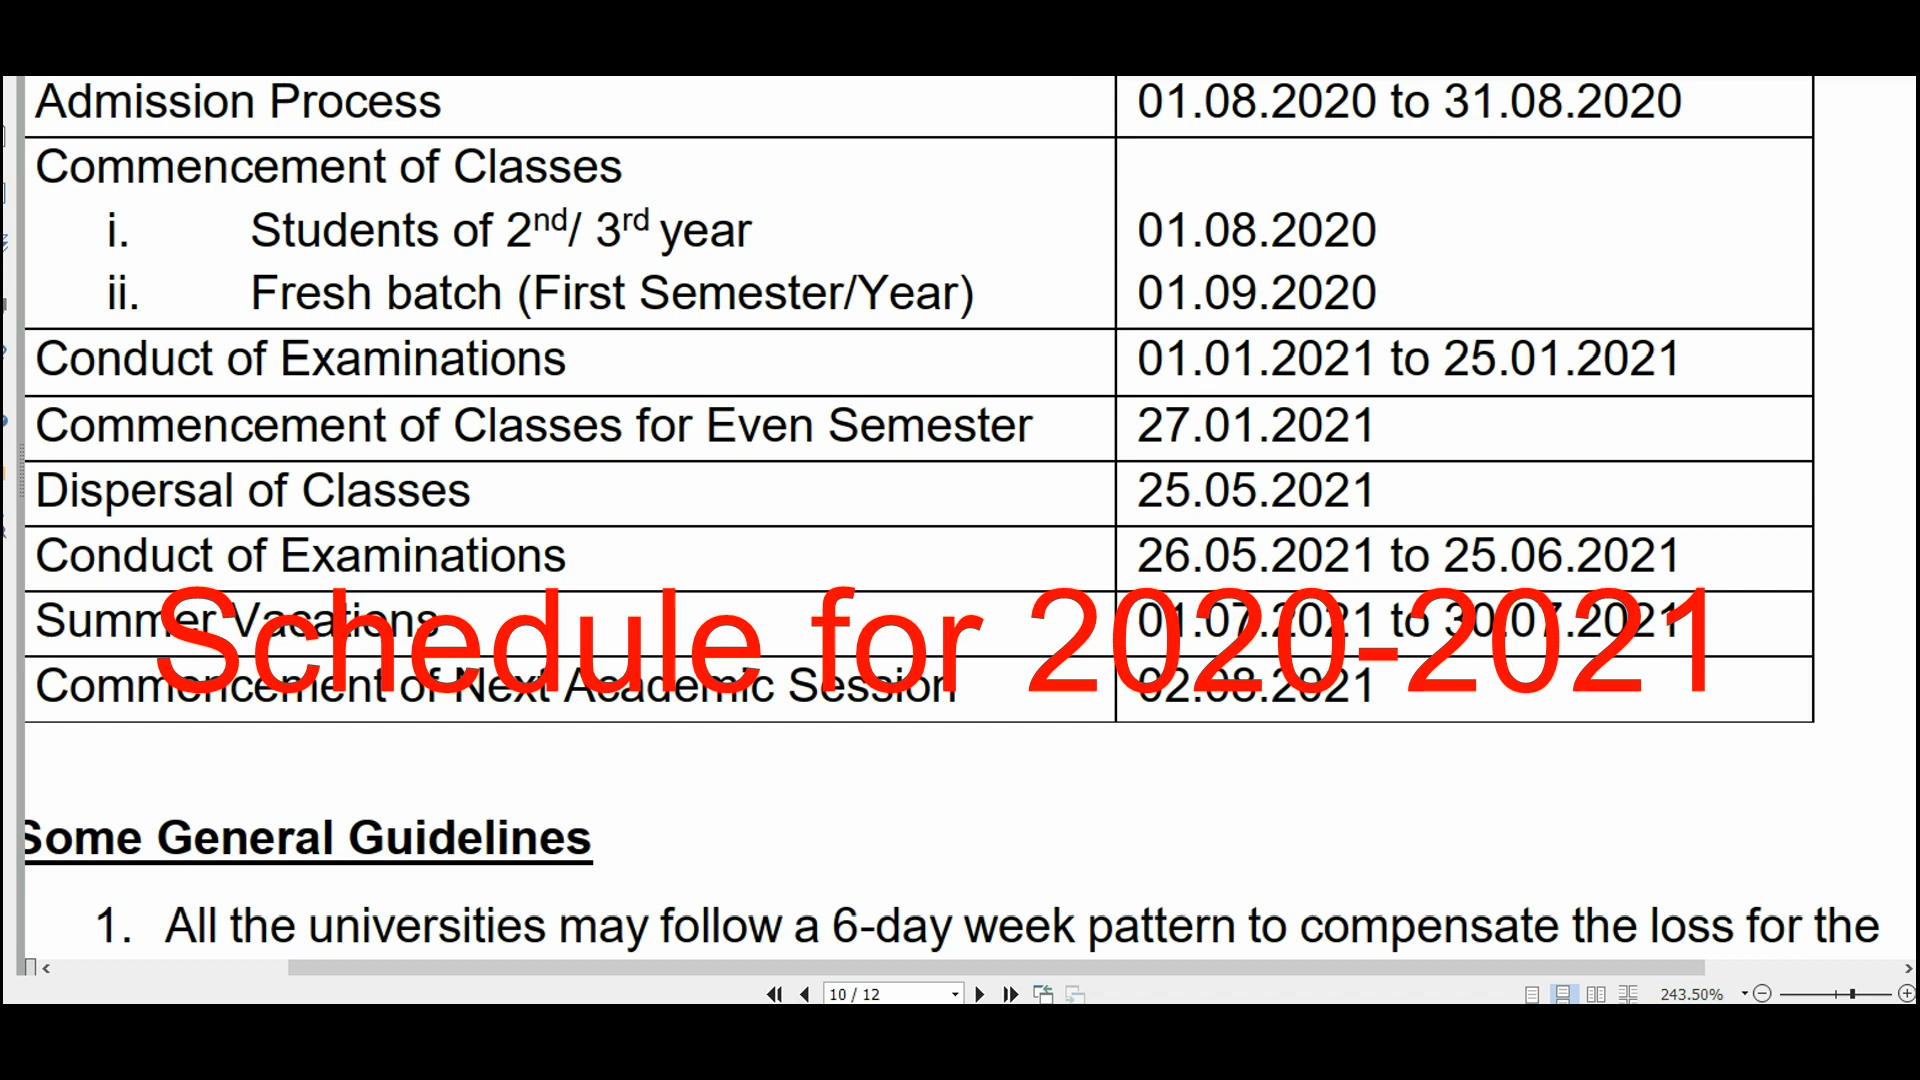 Admission Process 01.08.2020 to 31.08.2020
Commencement of Classes
i. Students of 2nd/ 3rd year 01.08.2020
ii. Fresh batch (First Semester/Year) 01.09.2020
Conduct of Examinations 01.01.2021 to 25.01.2021
Commencement of Classes for Even Semester 27.01.2021
Dispersal of Classes 25.05.2021
Conduct of Examinations 26.05.2021 to 25.06.2021
Summer Vacations 01.07.2021 to 30.07.2021
Schedule for 2020-2021
Commencement of Next Academic Session 02.08.2021
Some General Guidelines
1. All the universities may follow a 6-day week pattern to compensate the loss for the
10 / 12 243.50%